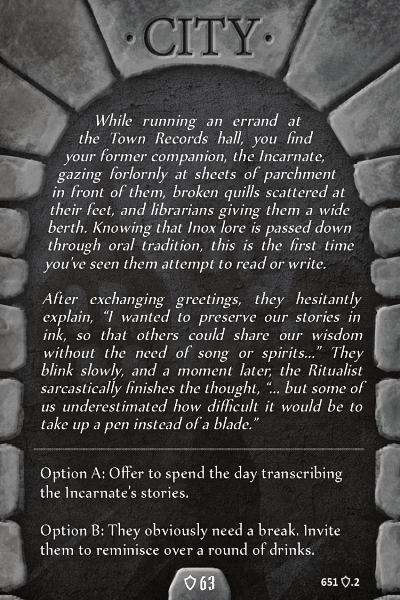 · CITY ·
While running an errand at
the Town Records hall, you find
your former companion, the Incarnate,
gazing forlornly at sheets of parchment
in front of them, broken quills scattered at
their feet, and librarians giving them a wide
berth. Knowing that Inox lore is passed down
through oral tradition, this is the first time
you've seen them attempt to read or write.
After exchanging greetings, they hesitantly
explain, “I wanted to preserve our stories in
ink, so that others could share our wisdom
without the need of song or spirits...” They
blink slowly, and a moment later, the Ritualist
sarcastically finishes the thought, “... but some of
us underestimated how difficult it would be to
take up a pen instead of a blade.”
Option A: Offer to spend the day transcribing
the Incarnate's stories.
Option B: They obviously need a break. Invite
them to reminisce over a round of drinks.
63
651 .2